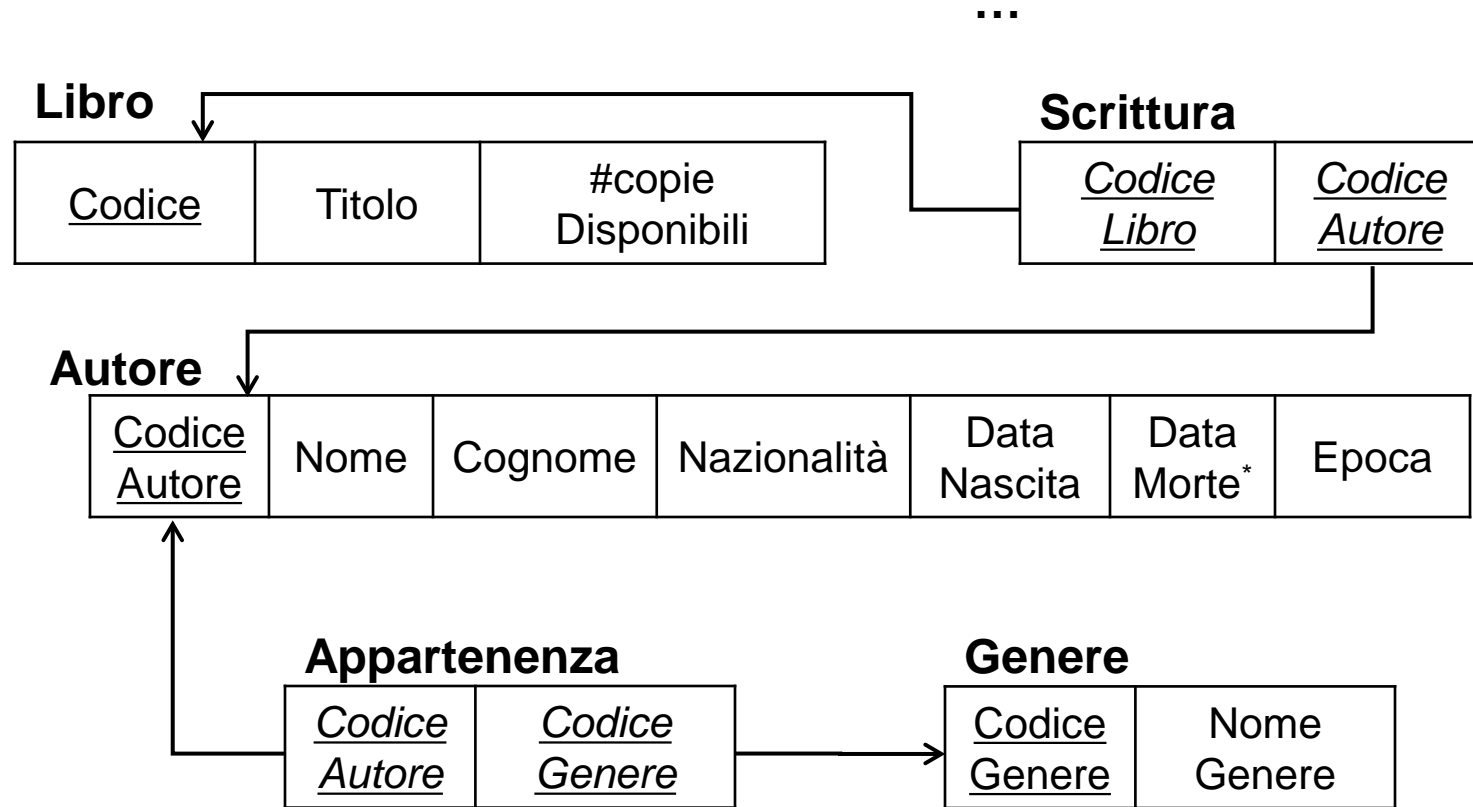 ...
Libro
Scrittura
Codice
Titolo
#copie
Disponibili
Codice
Libro
Codice
Autore
Autore
Codice
Autore
Nome
Cognome
Nazionalità
Data
Nascita
Data
Morte*
Epoca
Appartenenza
Genere
Codice
Autore
Codice
Genere
Codice
Genere
Nome
Genere